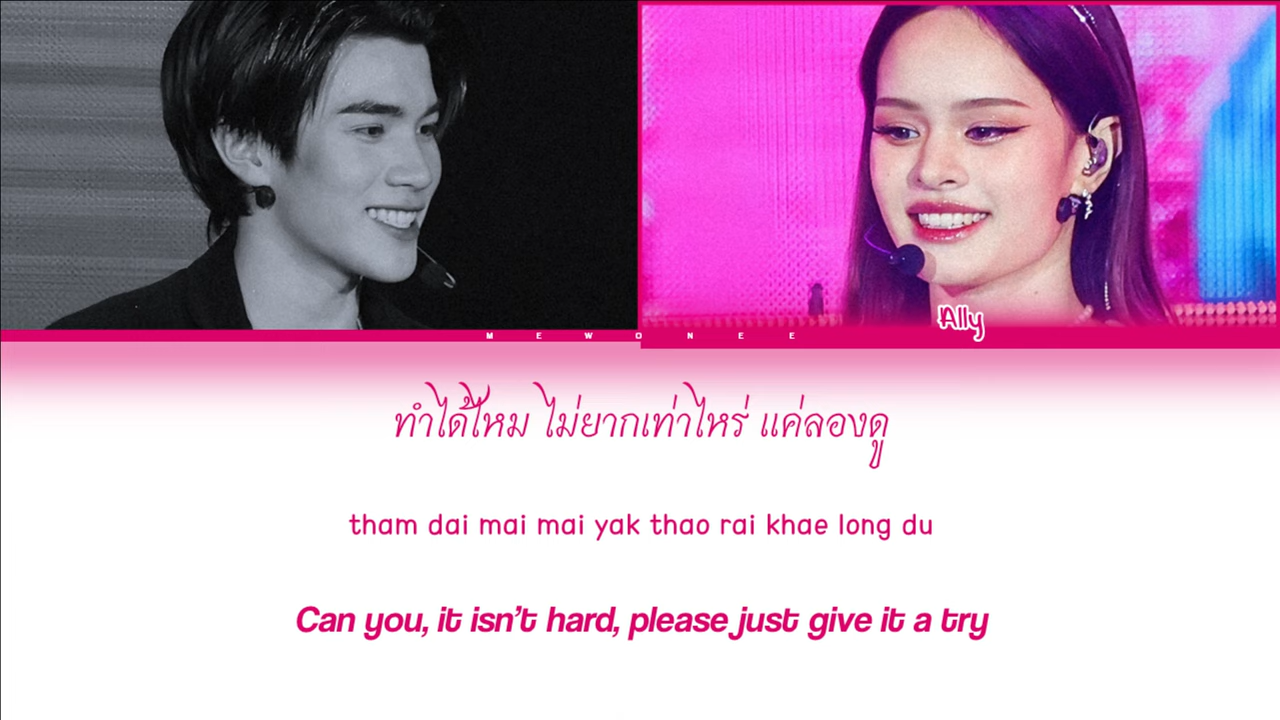 Ally
MEWONEE
ทำได้ไหม ไม่ยากเท่าไหร่ แค่ลองดู
tham dai mai mai yak thao rai khae long du
Can you, it isn't hard, please just give it a try